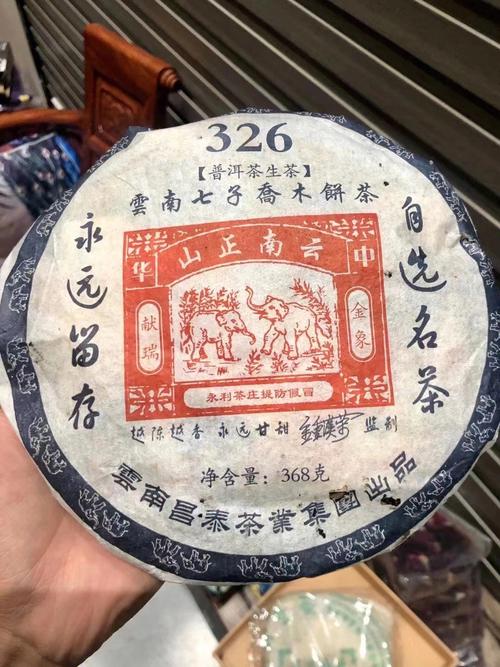 326
【普洱茶生茶】
雲南七子喬木餅茶
自选名茶
永远留存
云南正山
中华
金象
献瑞
永利茶庄提防假冒
越陈越香 永远甘甜 监制
净含量：368克
雲南昌泰茶業集團出品